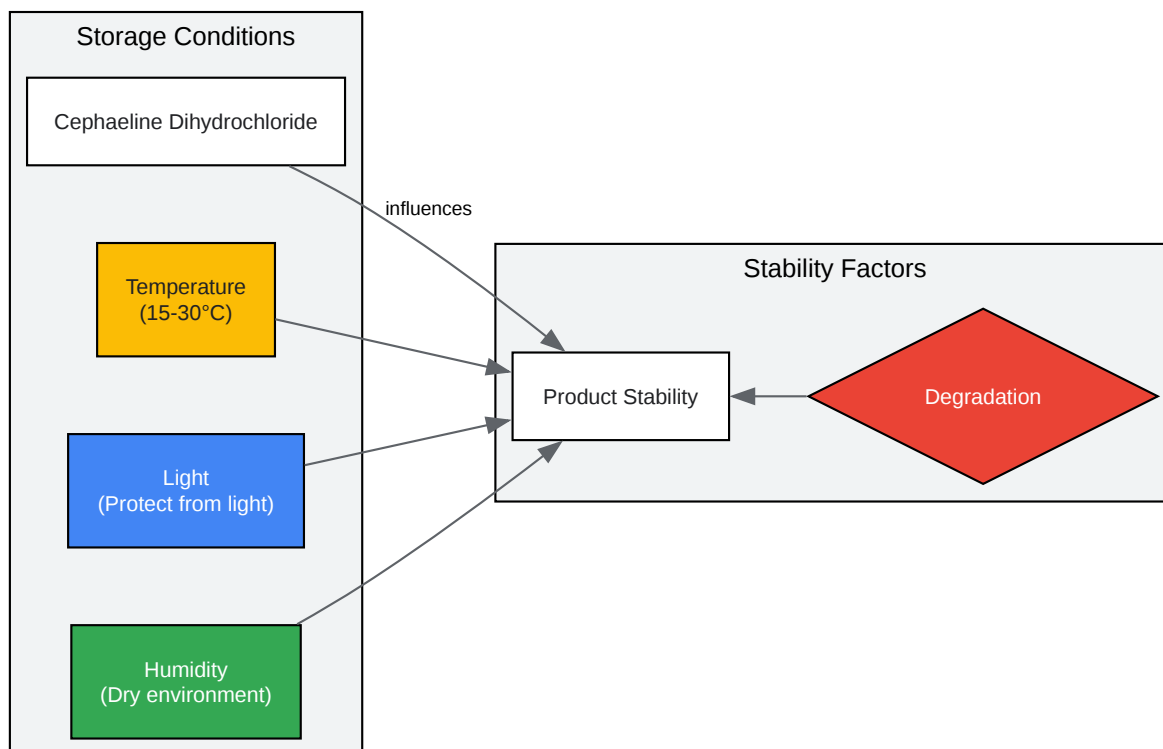 Storage Conditions
Cephaeline Dihydrochloride
influences
Temperature
(15-30°C)
Stability Factors
Product Stability
Degradation
Light
(Protect from light)
Humidity
(Dry environment)